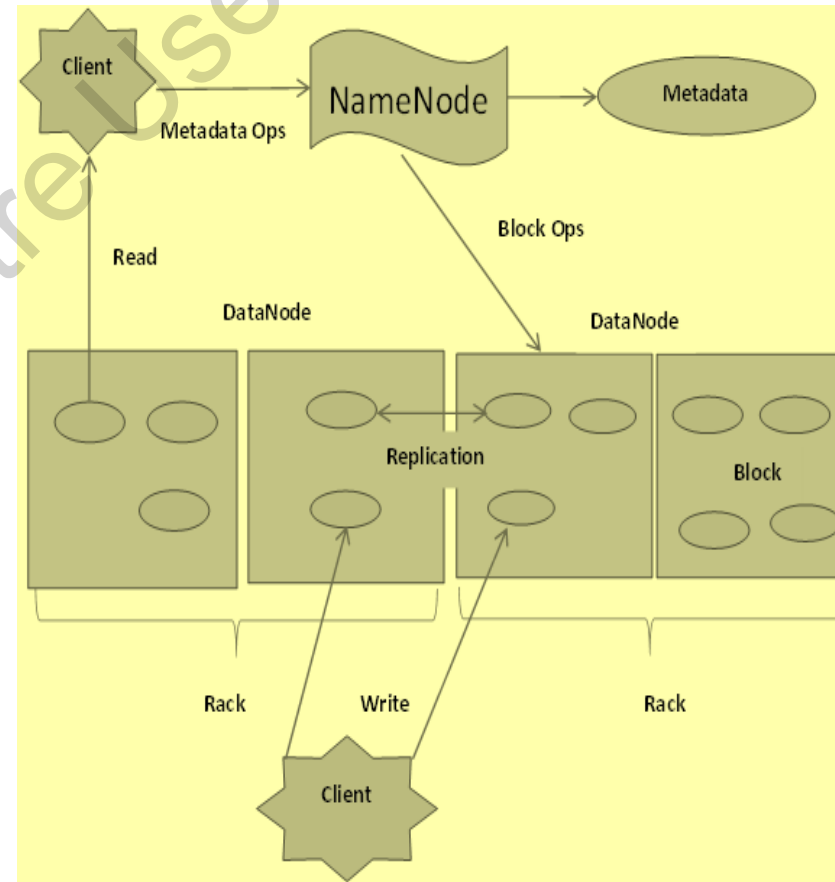 Client
NameNode
Metadata
Metadata Ops
Block Ops
Read
DataNode
DataNode
Replication
Block
Rack
Write
Rack
Client